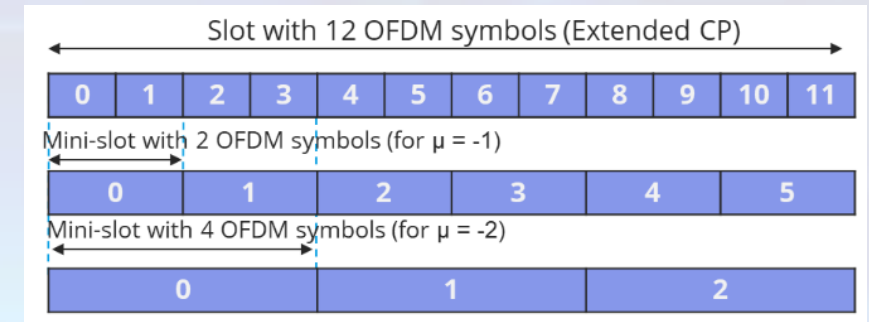 Slot with 12 OFDM symbols (Extended CP)
0 1 2 3 4 5 6 7 8 9 10 11
Mini-slot with 2 OFDM symbols (for μ = -1)
0 1 2 3 4 5
Mini-slot with 4 OFDM symbols (for μ = -2)
0 1 2